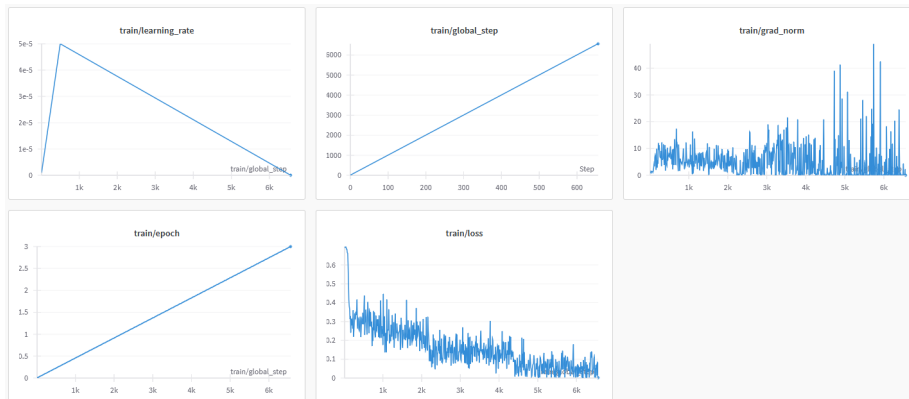 train/learning_rate
5e-5
4e-5
3e-5
2e-5
1e-5
0
train/global_step
1k
2k
3k
4k
5k
6k
train/global_step
5000
4000
3000
2000
1000
0
Step
0
100
200
300
400
500
600
train/grad_norm
40
30
20
10
0
1k
2k
3k
4k
5k
6k
train/epoch
3
2.5
2
1.5
1
0.5
0
train/global_step
1k
2k
3k
4k
5k
6k
train/loss
3.6
3.5
3.4
3.3
3.2
3.1
3
1k
2k
3k
4k
5k
6k